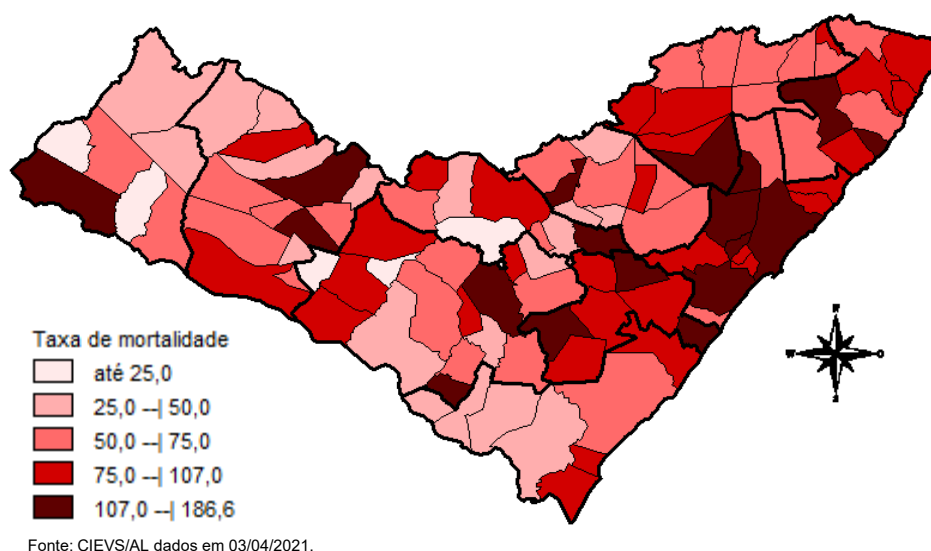 Taxa de mortalidade
até 25,0
25,0 --| 50,0
50,0 --| 75,0
75,0 --| 107,0
107,0 --| 186,6
Fonte: CIEVS/AL dados em 03/04/2021.